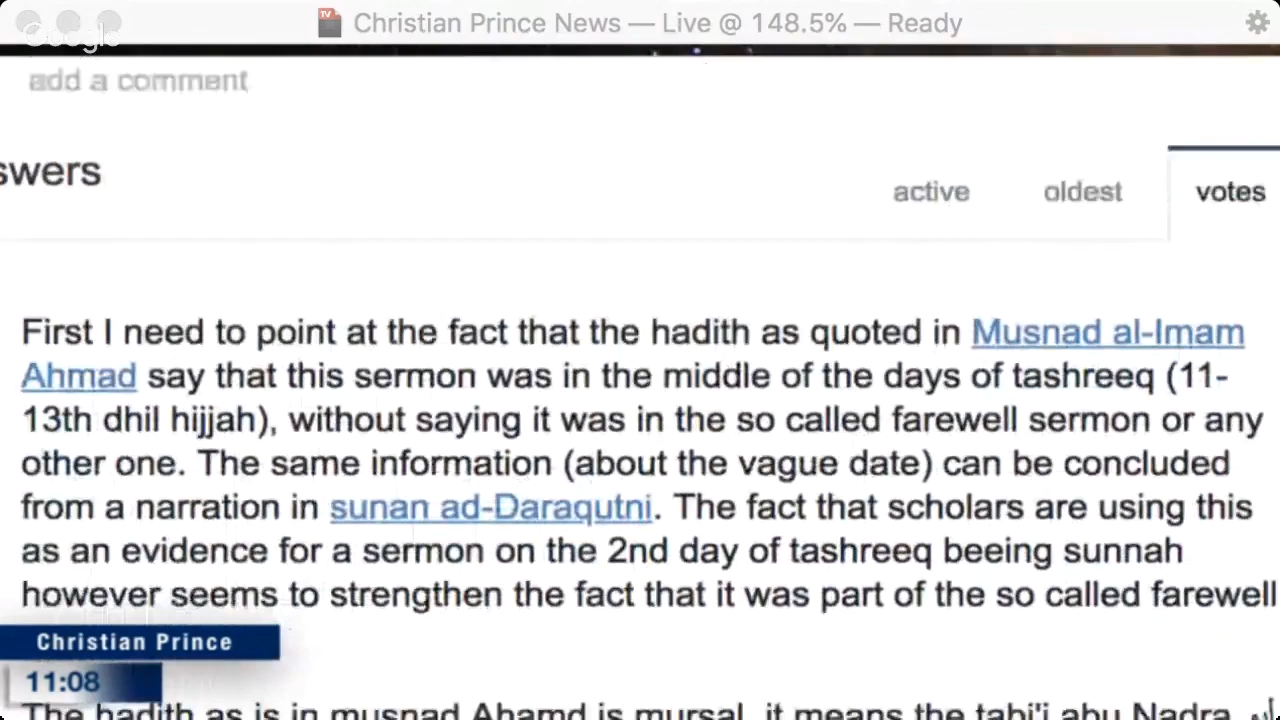 Christian Prince News — Live @ 148.5% — Ready
Google
add a comment
swers
active oldest votes
First I need to point at the fact that the hadith as quoted in Musnad al-Imam
Ahmad say that this sermon was in the middle of the days of tashreeq (11-
13th dhil hijjah), without saying it was in the so called farewell sermon or any
other one. The same information (about the vague date) can be concluded
from a narration in sunan ad-Daraqutni. The fact that scholars are using this
as an evidence for a sermon on the 2nd day of tashreeq beeing sunnah
however seems to strengthen the fact that it was part of the so called farewell
Christian Prince
11:08
The hadith as is in musnad Ahamd is mursal, it means the tabi'i abu Nadra